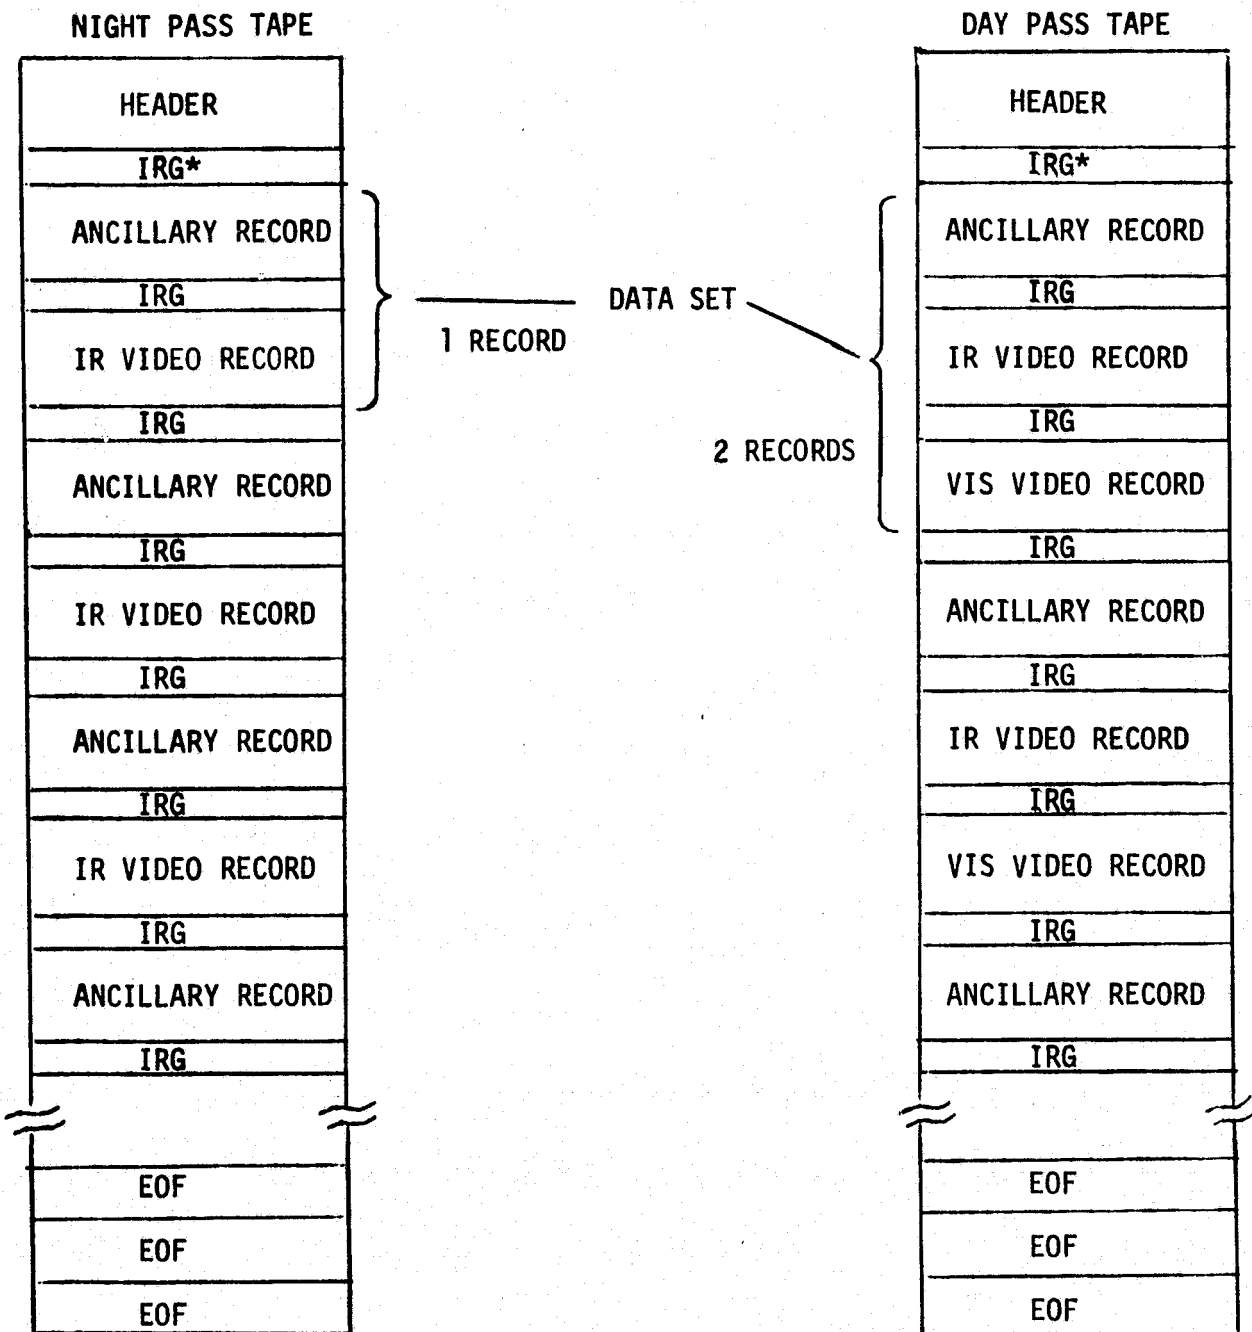 NIGHT PASS TAPE
HEADER
IRG*
ANCILLARY RECORD
IRG
IR VIDEO RECORD
IRG
ANCILLARY RECORD
IRG
IR VIDEO RECORD
IRG
ANCILLARY RECORD
IRG
IR VIDEO RECORD
IRG
ANCILLARY RECORD
IRG
EOF
EOF
EOF
DATA SET
1 RECORD
2 RECORDS
DAY PASS TAPE
HEADER
IRG*
ANCILLARY RECORD
IRG
IR VIDEO RECORD
IRG
VIS VIDEO RECORD
IRG
ANCILLARY RECORD
IRG
IR VIDEO RECORD
IRG
VIS VIDEO RECORD
IRG
ANCILLARY RECORD
IRG
EOF
EOF
EOF